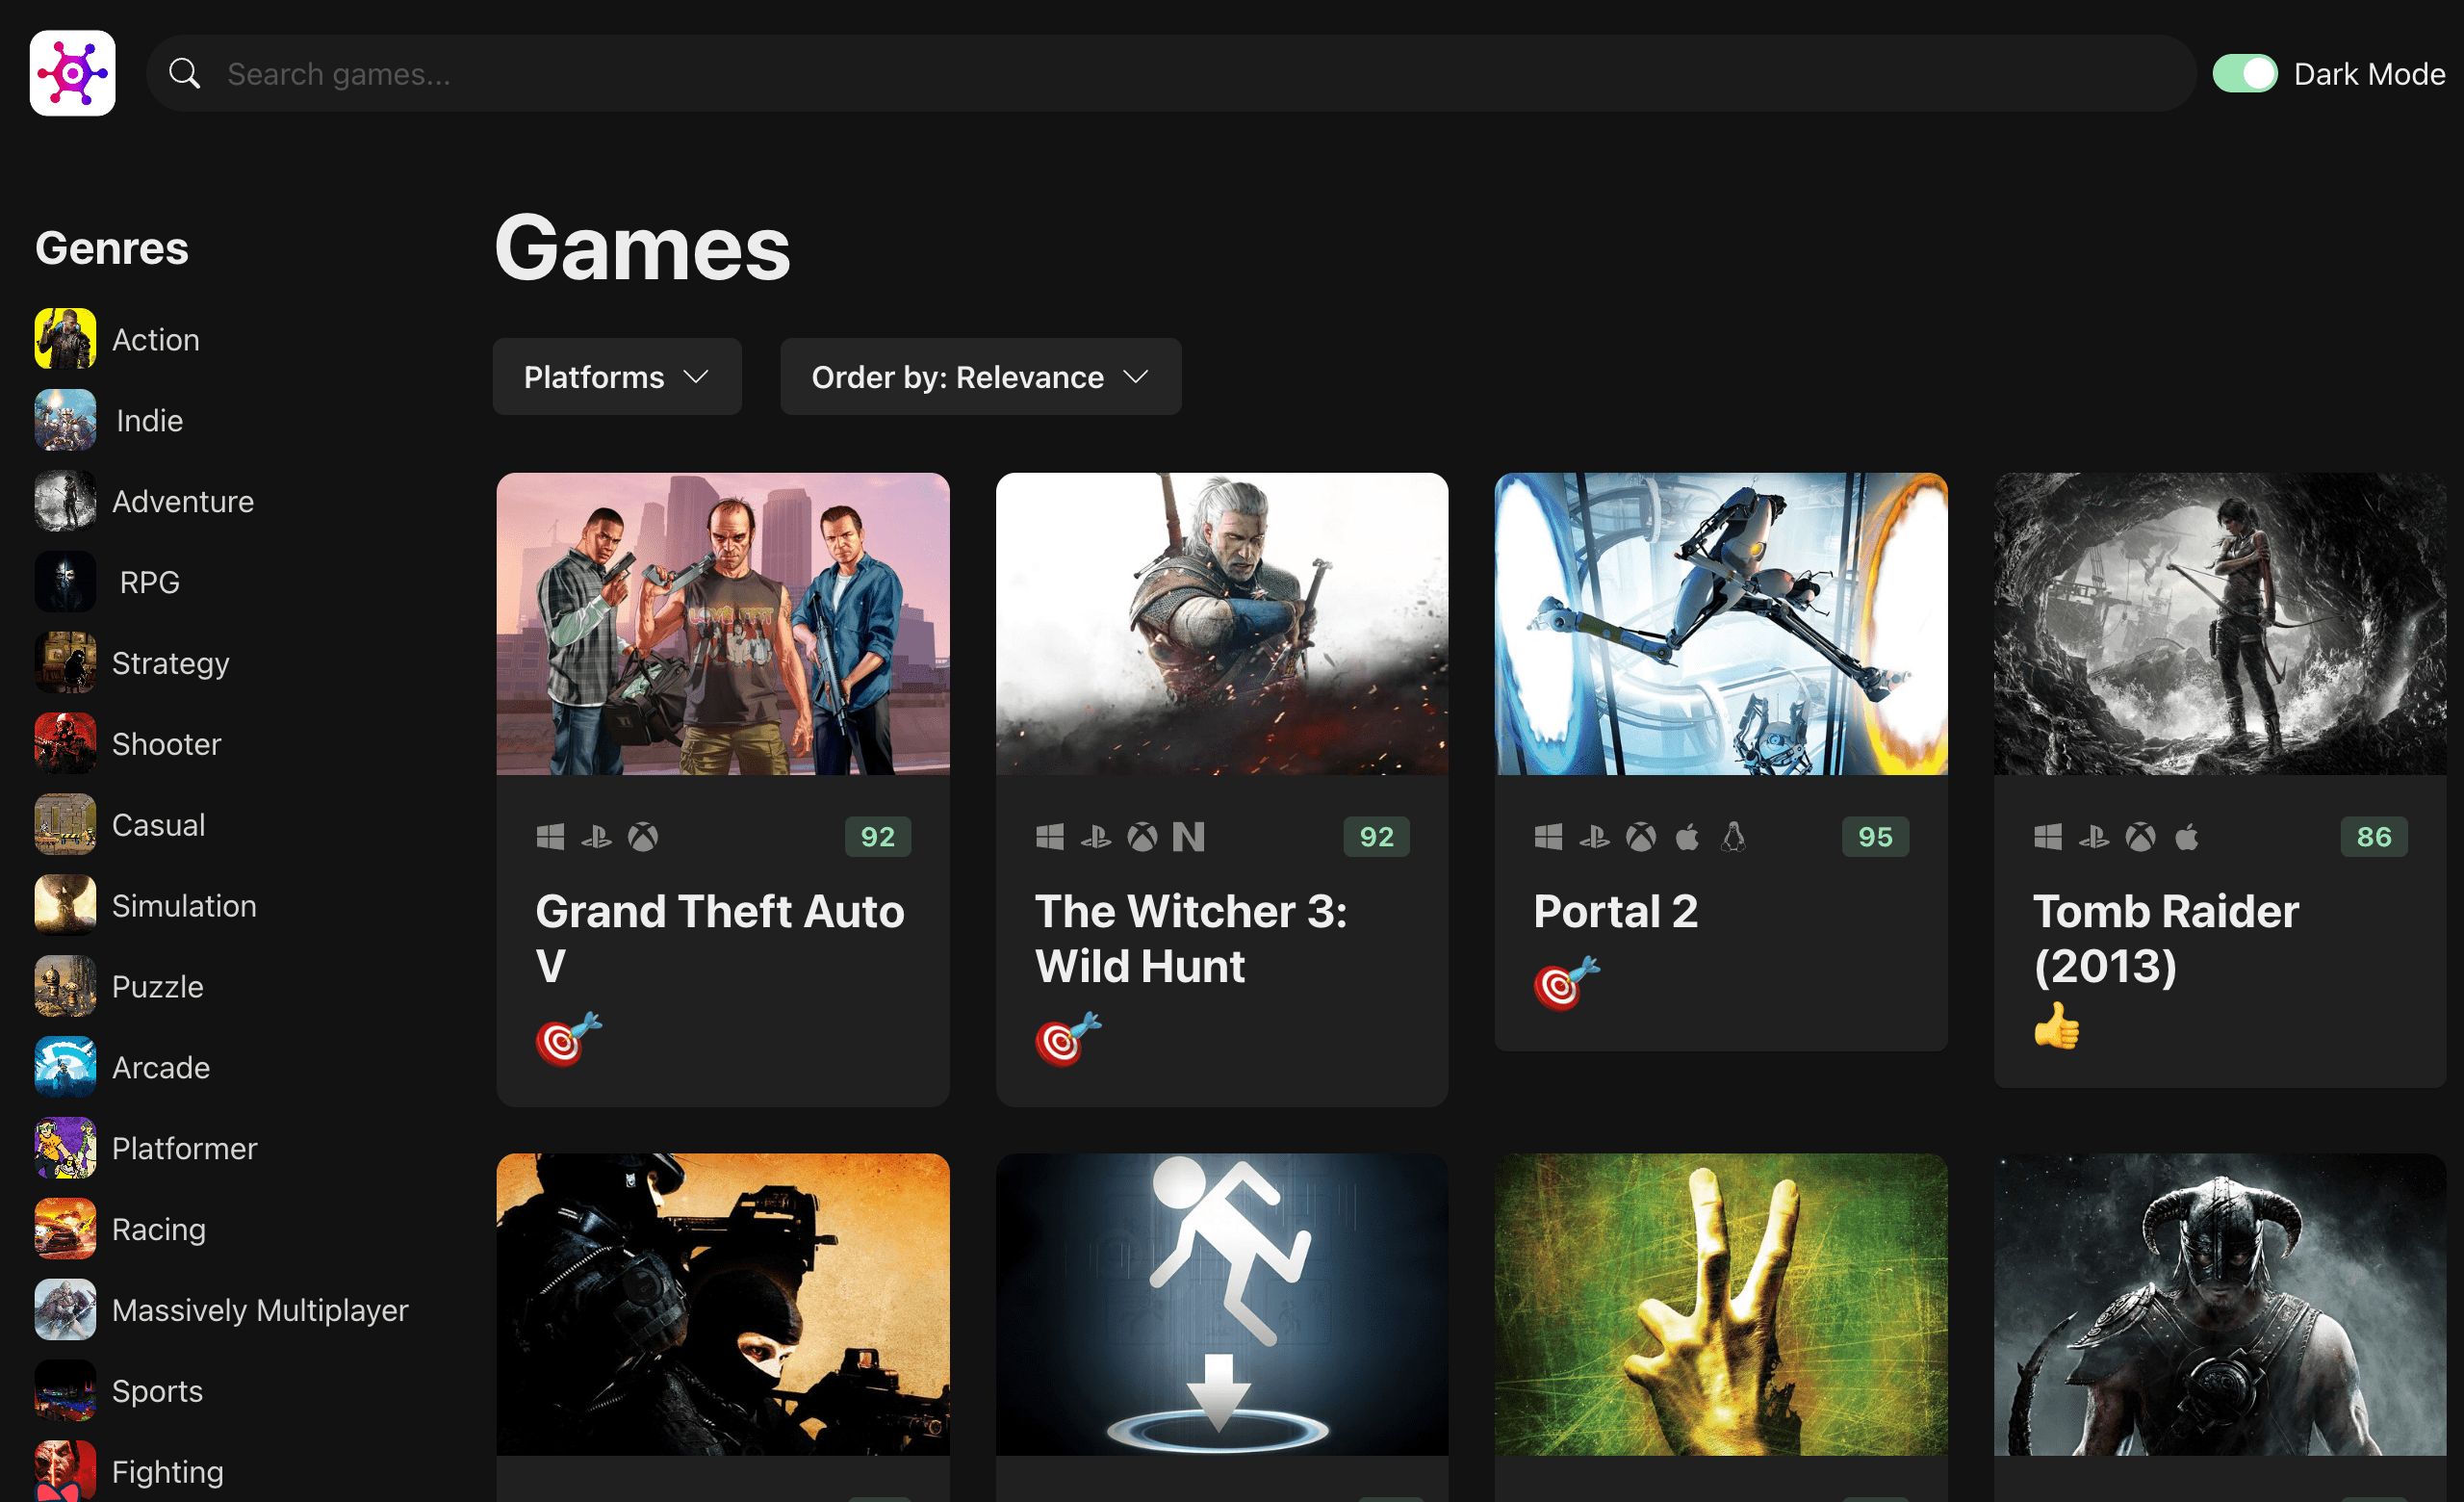 Search games...
Dark Mode
Genres
Action
Indie
Adventure
RPG
Strategy
Shooter
Casual
Simulation
Puzzle
Arcade
Platformer
Racing
Massively Multiplayer
Sports
Fighting
Games
Platforms
Order by: Relevance
92
Grand Theft Auto
V
92
The Witcher 3:
Wild Hunt
95
Portal 2
86
Tomb Raider
(2013)